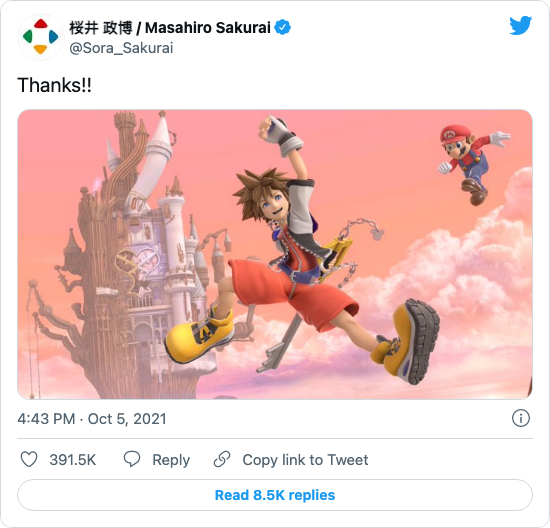 桜井 政博 / Masahiro Sakurai
@Sora_Sakurai
Thanks!!
4:43 PM · Oct 5, 2021
391.5K Reply Copy link to Tweet
Read 8.5K replies